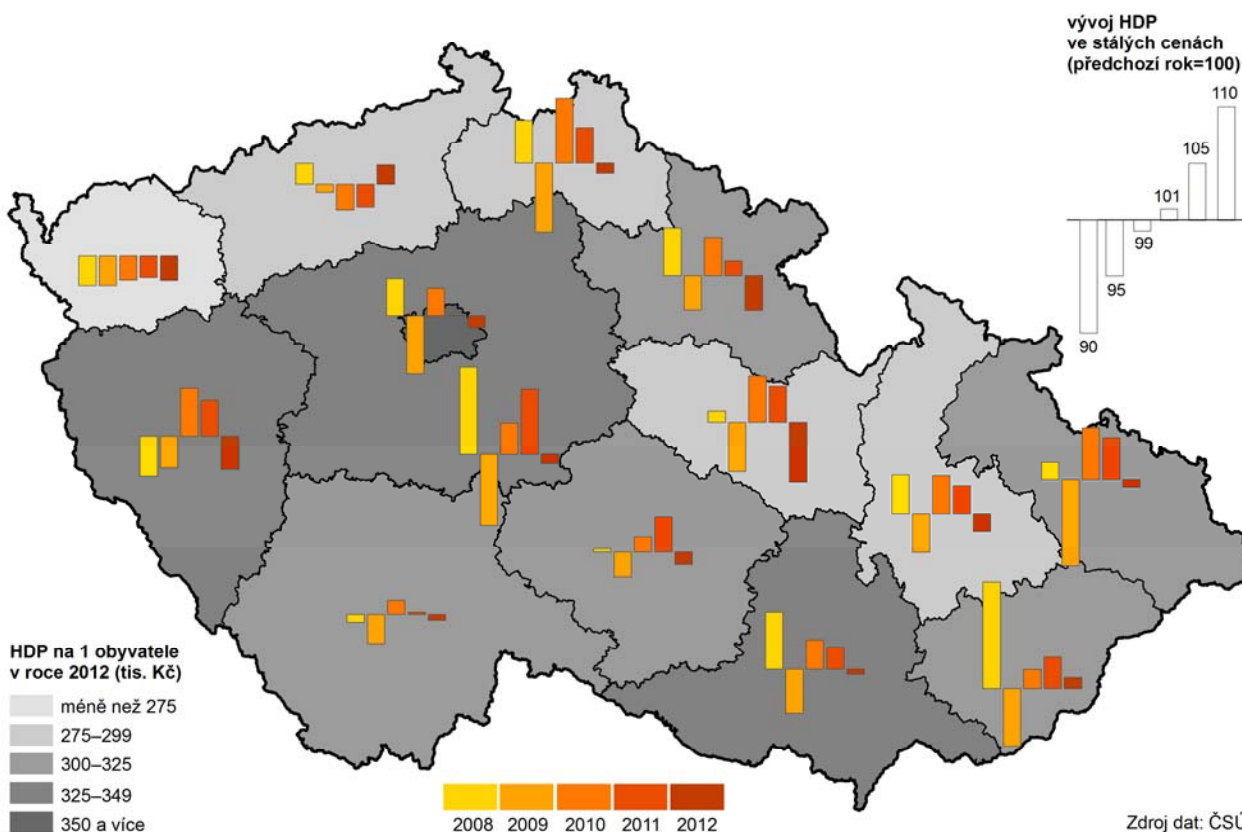 vývoj HDP
ve stálých cenách
(předchozí rok=100)
110
105
101
99
95
90
HDP na 1 obyvatele
v roce 2012 (tis. Kč)
méně než 275
275–299
300–325
325–349
350 a více
2008 2009 2010 2011 2012
Zdroj dat: ČSÚ